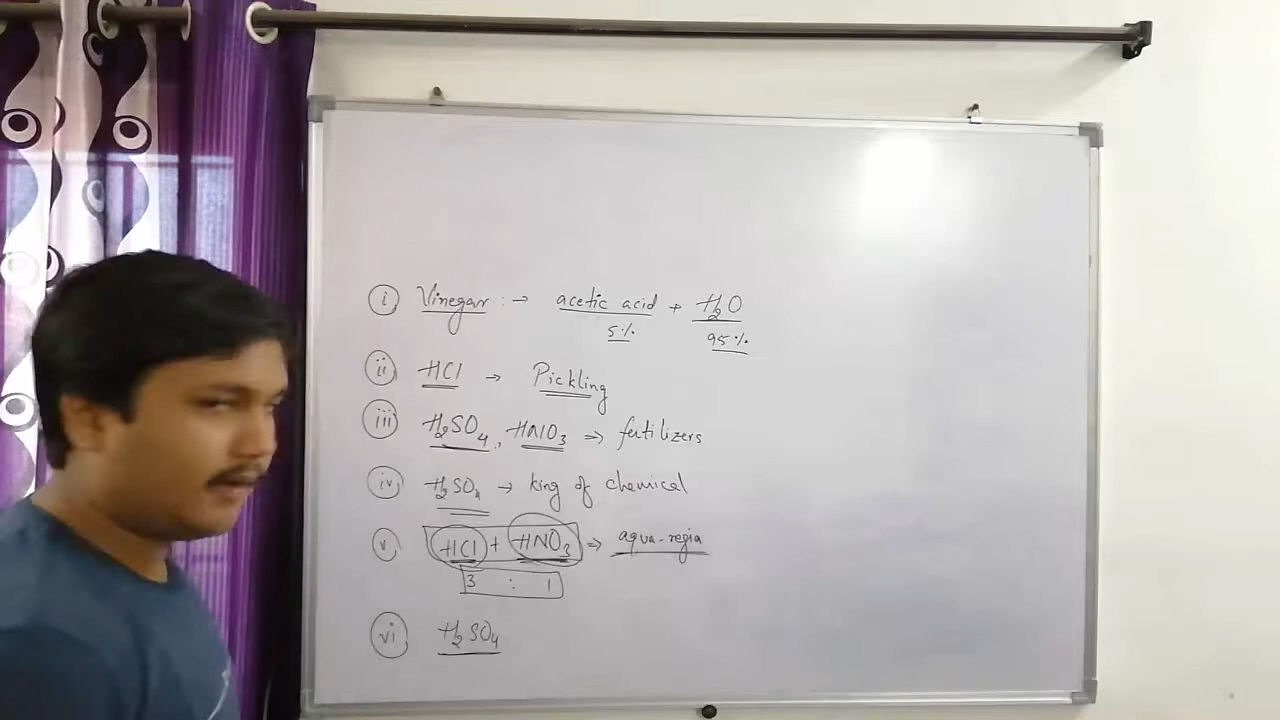 i Vinegar :→ acetic acid + H₂O
5% 95%
ii HCl → Pickling
iii H₂SO₄, HNO₃ ⇒ fertilizers
iv H₂SO₄ → king of chemical
v HCl + HNO₃ ⇒ aqua-regia
3 : 1
vi H₂SO₄